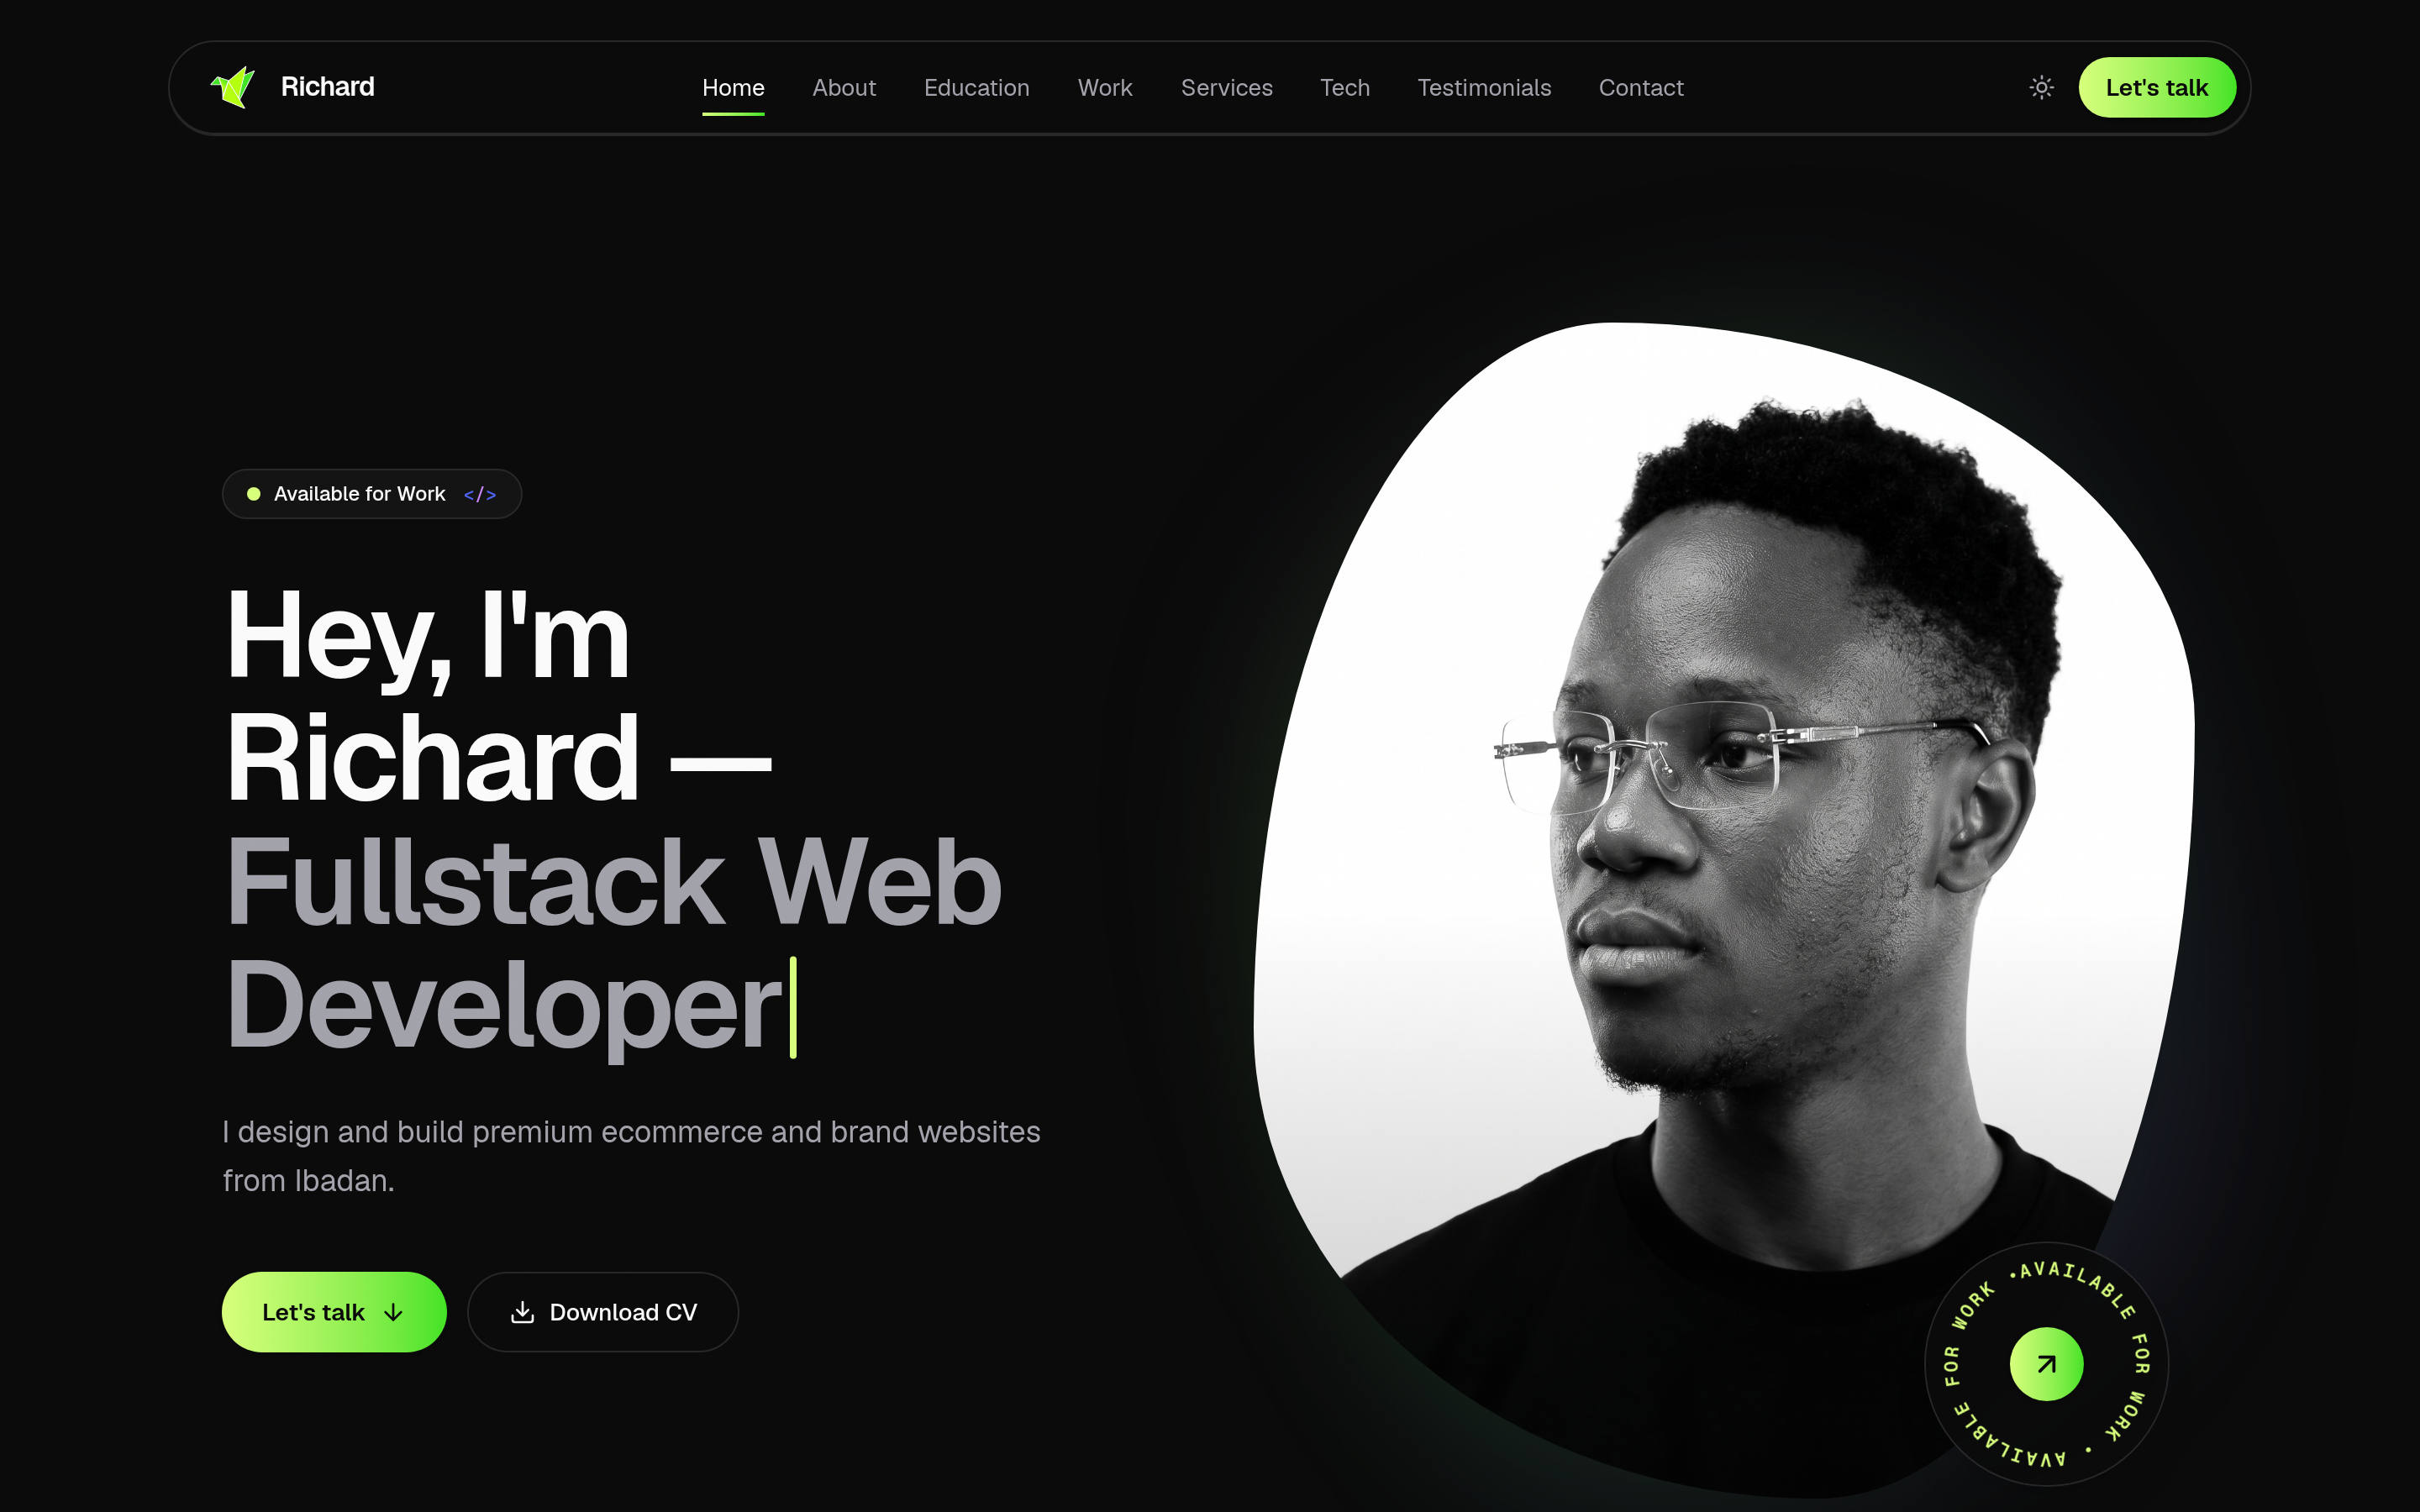 Richard
Home About Education Work Services Tech Testimonials Contact
Let's talk
Available for Work </>
Hey, I'm
Richard —
Fullstack Web
Developer
I design and build premium ecommerce and brand websites
from Ibadan.
Let's talk
Download CV
AVAILABLE FOR WORK • AVAILABLE FOR WORK •